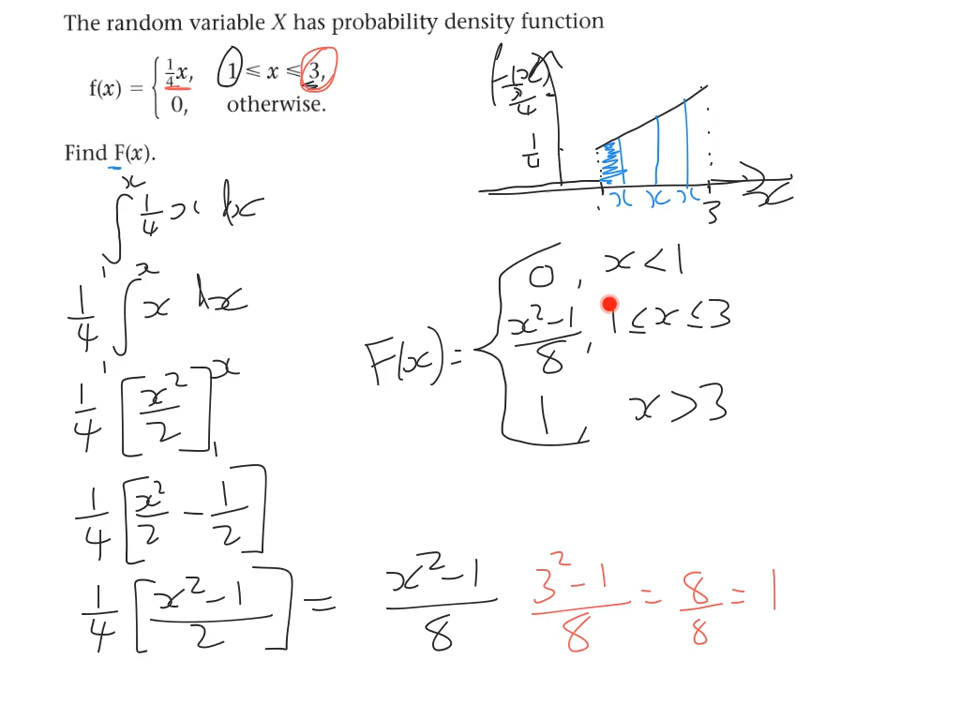 The random variable X has probability density function
f(x) = { 1/4 x, 1 ≤ x ≤ 3,
0, otherwise.
Find F(x).
f(x)
3/4
1/4
1 x x x 3 x
∫₁ˣ 1/4 x dx
1/4 ∫₁ˣ x dx
1/4 [x²/2]₁ˣ
1/4 [x²/2 − 1/2]
1/4 [(x² − 1)/2] = (x² − 1)/8
F(x) = { 0, x < 1
(x² − 1)/8, 1 ≤ x ≤ 3
1, x > 3
(3² − 1)/8 = 8/8 = 1